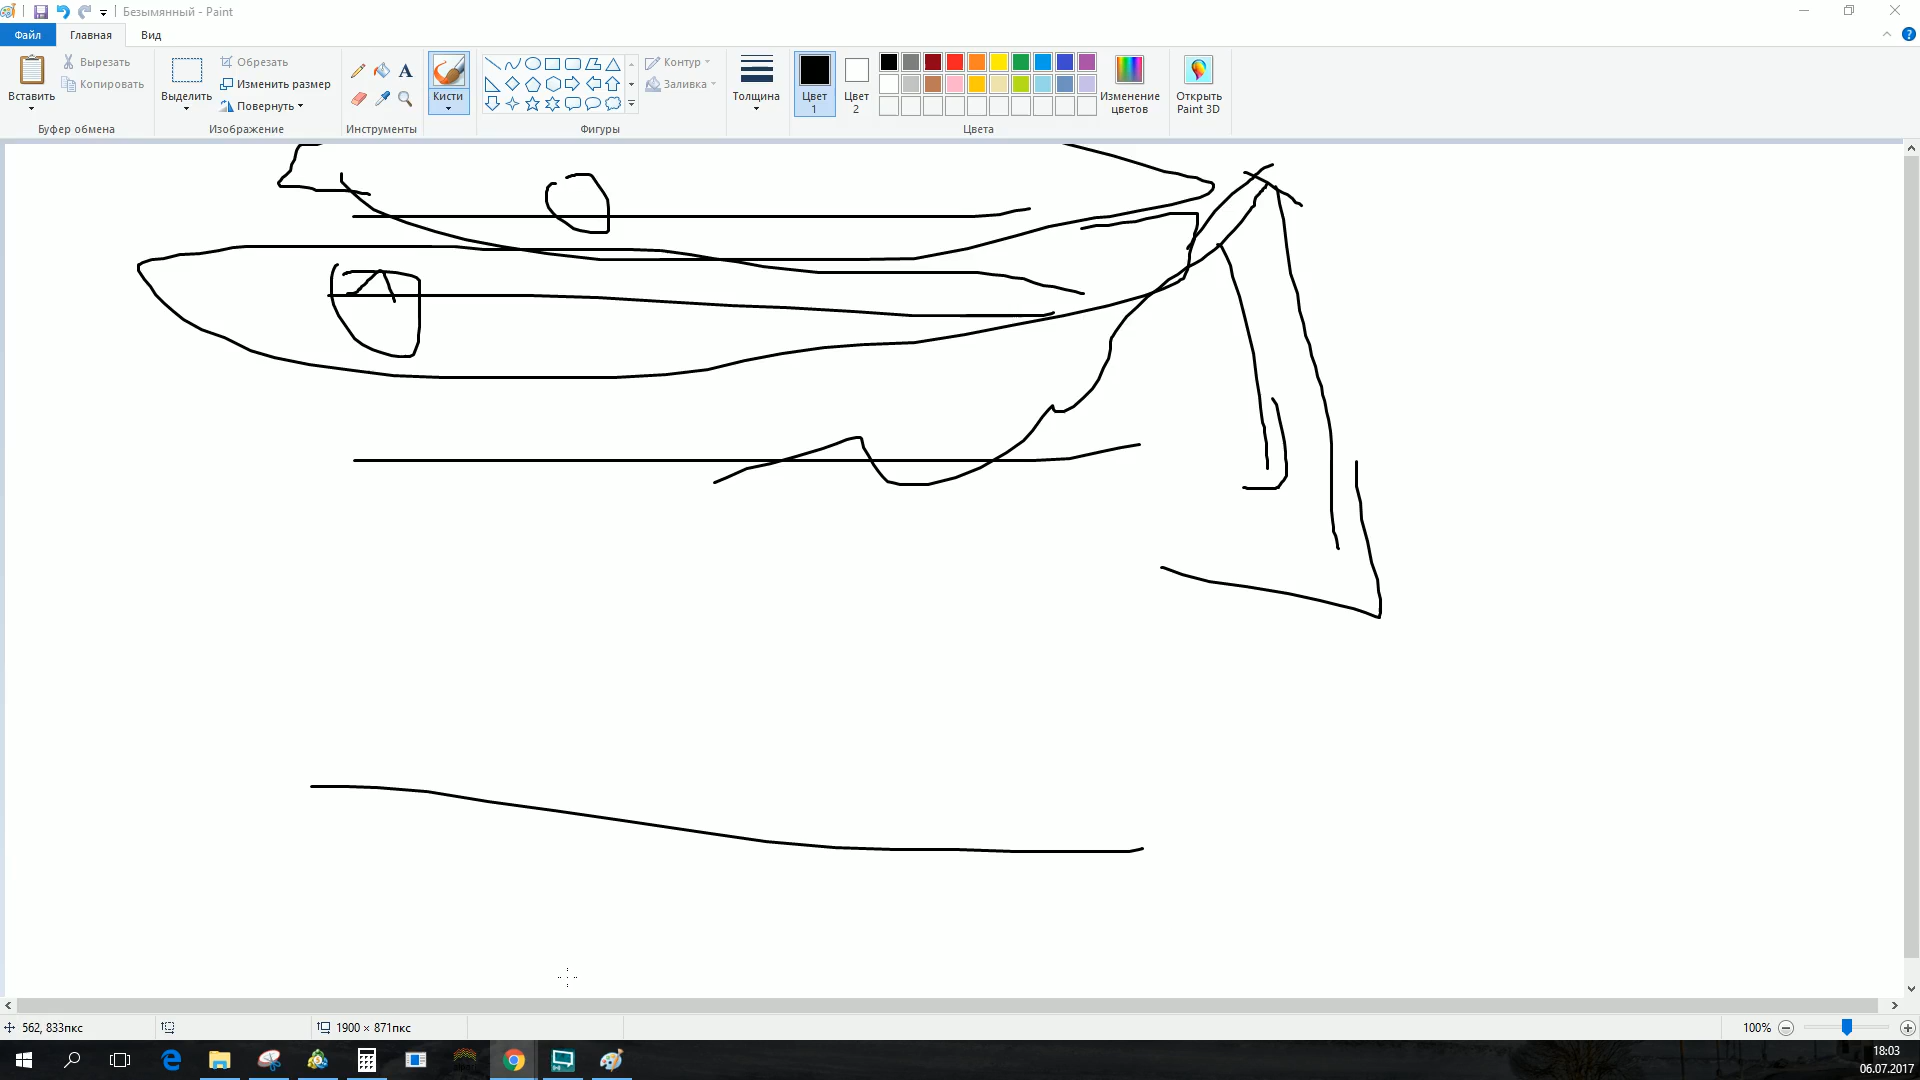 Безымянный - Paint
Файл Главная Вид
Вставить
Вырезать
Копировать
Буфер обмена
Выделить
Обрезать
Изменить размер
Повернуть
Изображение
A
Инструменты
Кисти
Контур
Заливка
Фигуры
Толщина
Цвет 1
Цвет 2
Изменение цветов
Цвета
Открыть Paint 3D
562, 833пкс
1900 × 871пкс
100%
18:03
06.07.2017